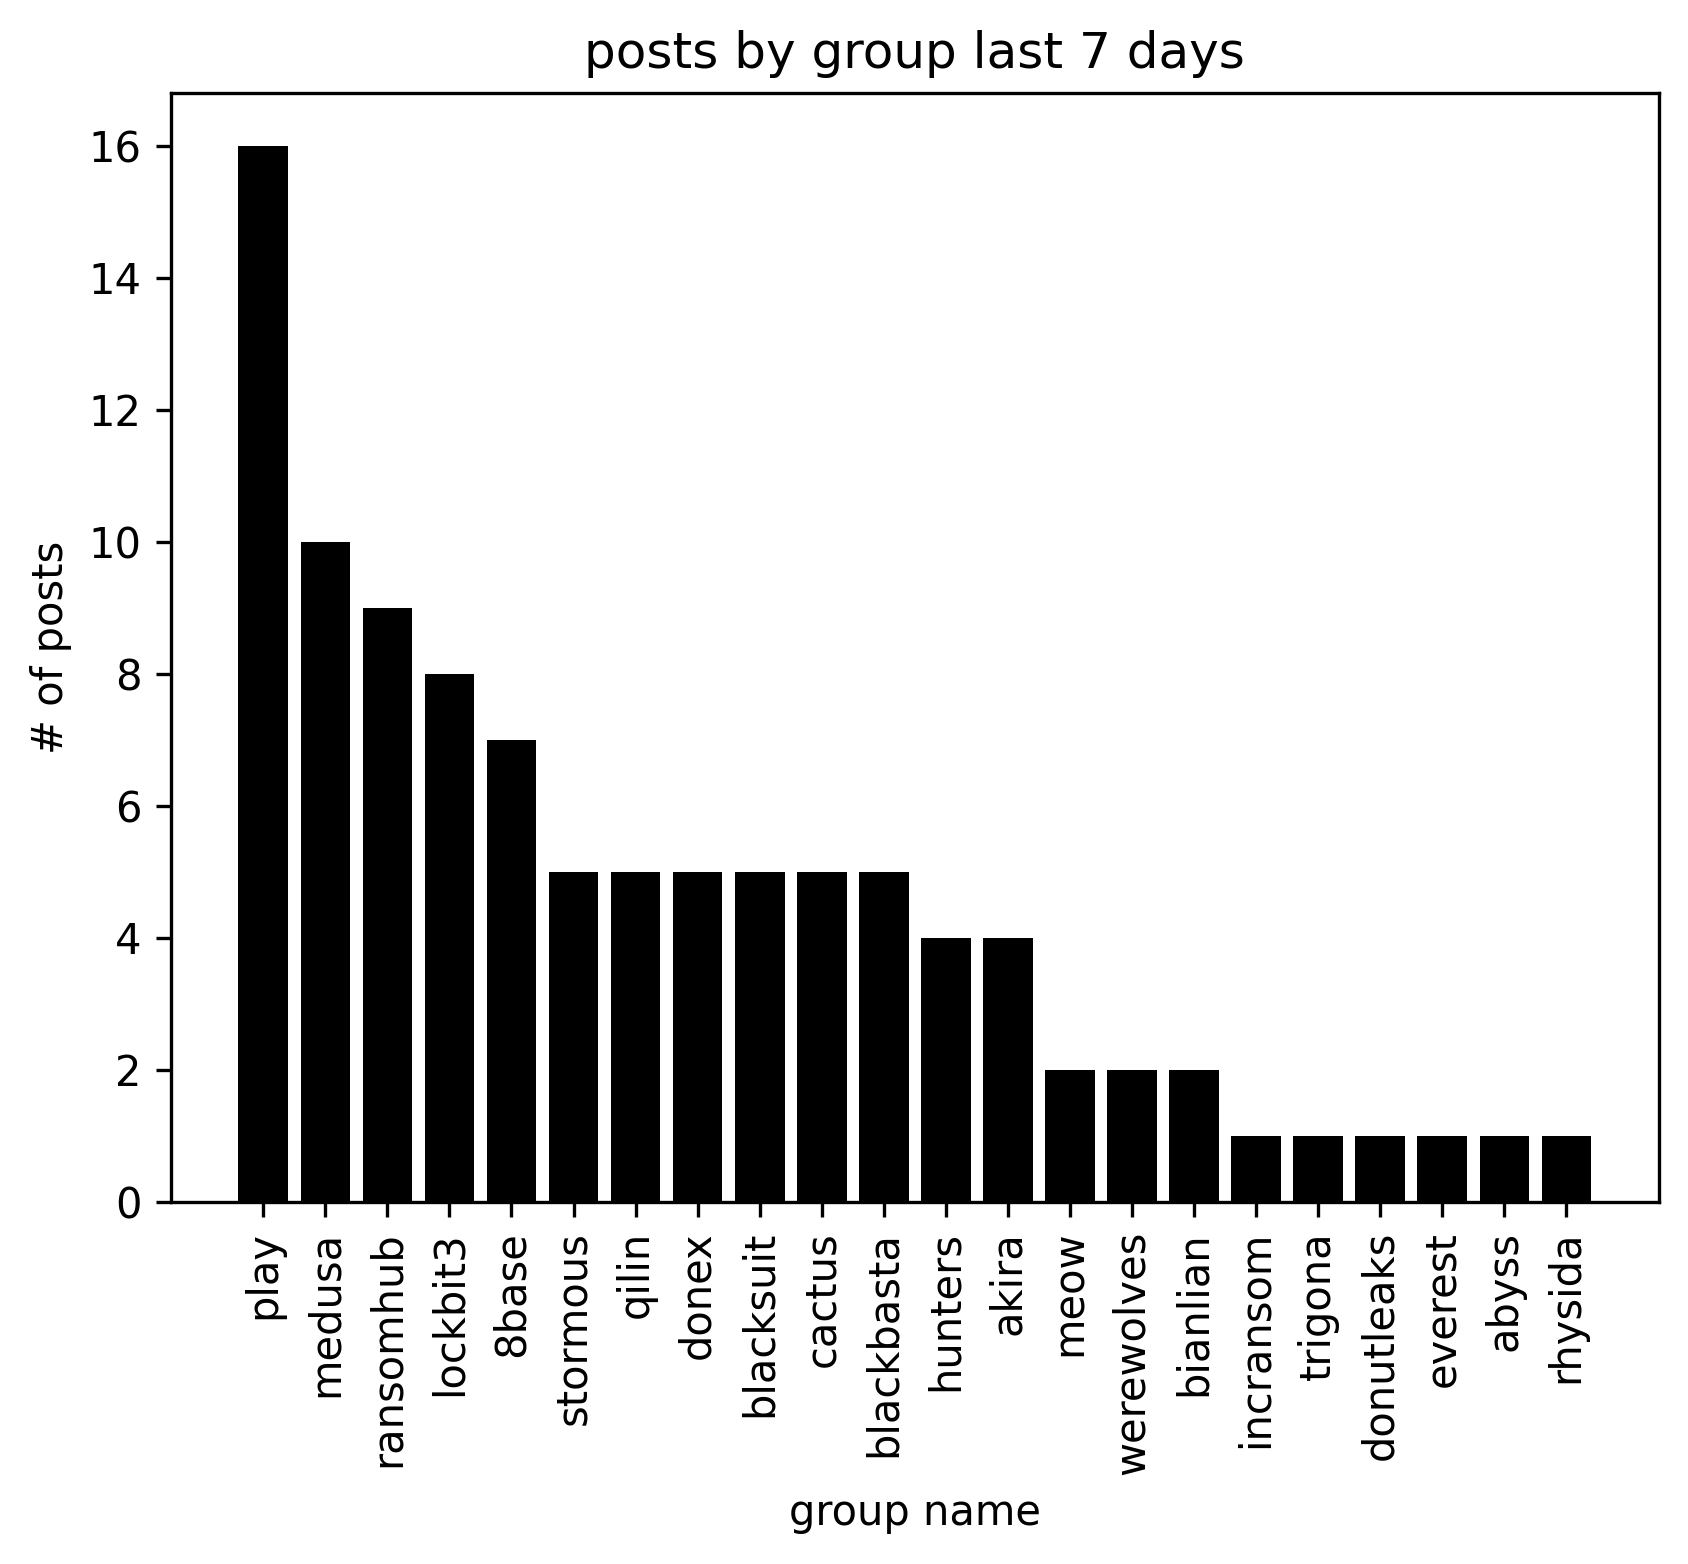 posts by group last 7 days
# of posts
16
14
12
10
8
6
4
2
0
play
medusa
ransomhub
lockbit3
8base
stormous
qilin
donex
blacksuit
cactus
blackbasta
hunters
akira
meow
werewolves
bianlian
incransom
trigona
donutleaks
everest
abyss
rhysida
group name